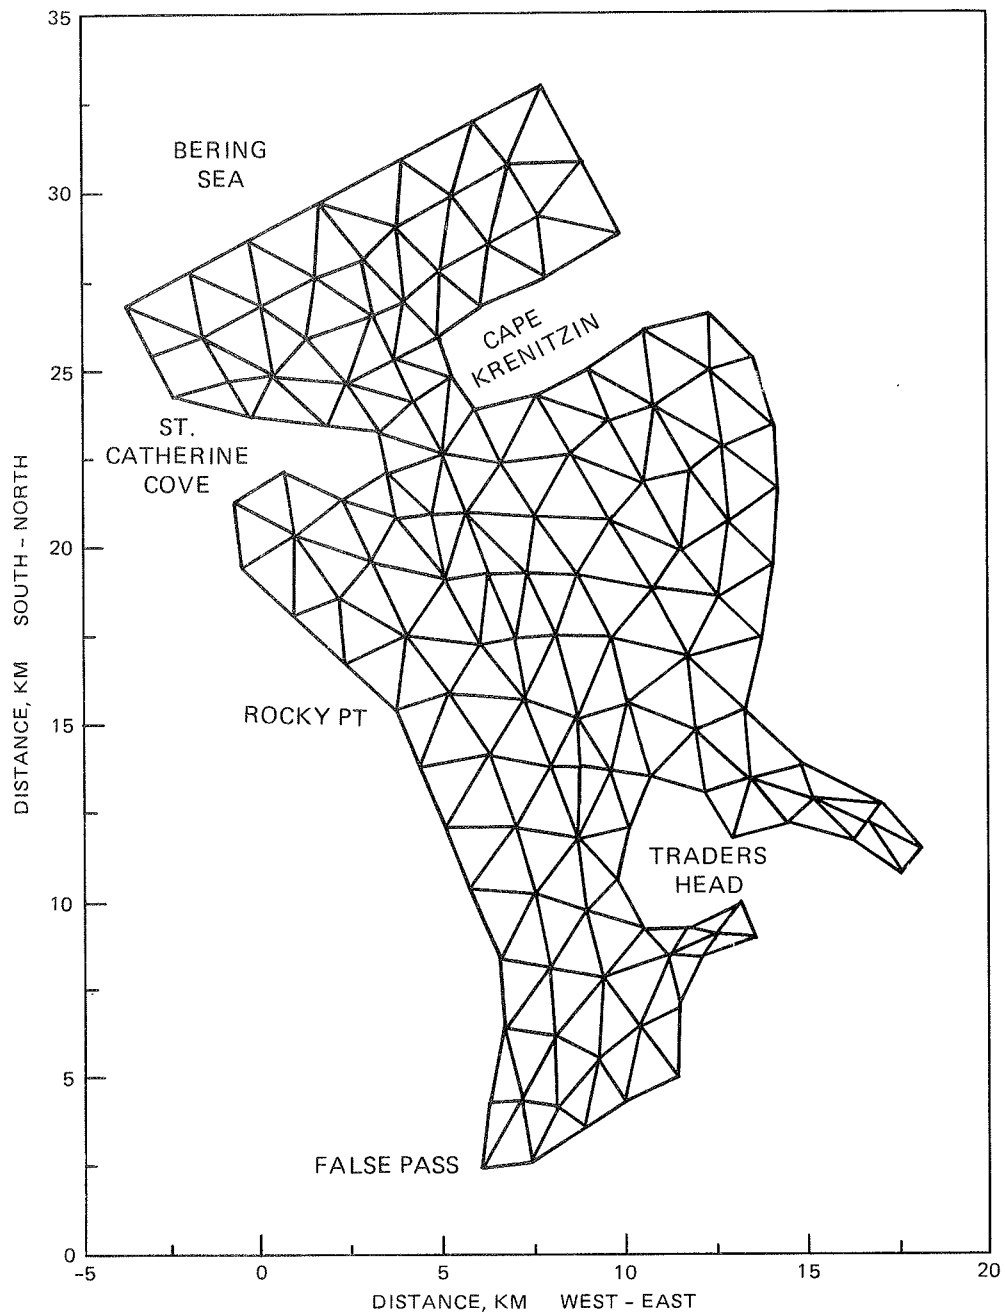 35
BERING
SEA
30
CAPE
KRENITZIN
25
ST.
CATHERINE
COVE
DISTANCE, KM SOUTH - NORTH
20
ROCKY PT
15
TRADERS
HEAD
10
5
FALSE PASS
0
-5 0 5 10 15 20
DISTANCE, KM WEST - EAST